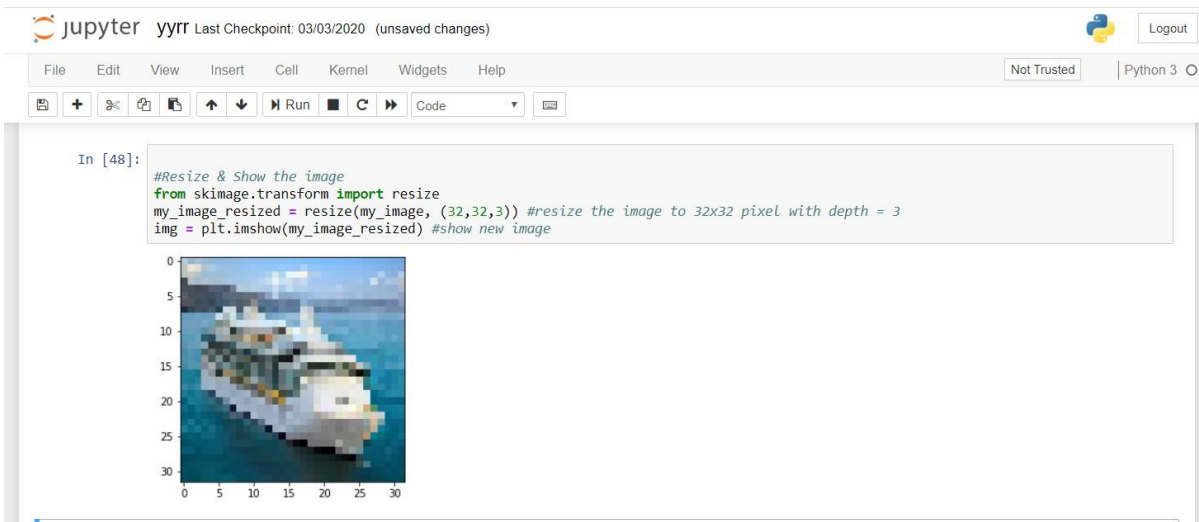 jupyter yyrr Last Checkpoint: 03/03/2020 (unsaved changes) Logout
File Edit View Insert Cell Kernel Widgets Help Not Trusted Python 3
Run Code
In [48]:
#Resize & Show the image
from skimage.transform import resize
my_image_resized = resize(my_image, (32,32,3)) #resize the image to 32x32 pixel with depth = 3
img = plt.imshow(my_image_resized) #show new image
0
5
10
15
20
25
30
0 5 10 15 20 25 30